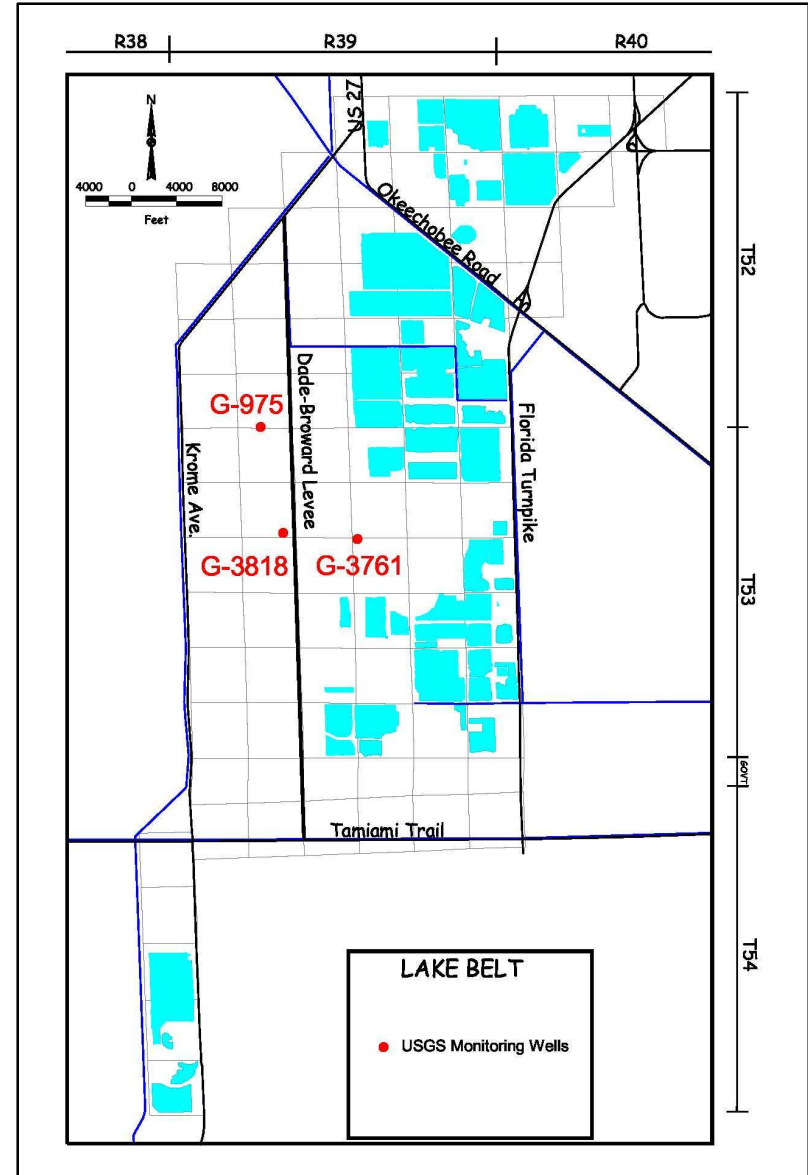 R38
R39
R40
N
4000 0 4000 8000
Feet
US 27
Okeechobee Road
T52
Dade-Broward Levee
G-975
Krome Ave.
Florida Turnpike
G-3818
G-3761
T53
GOVT
Tamiami Trail
T54
LAKE BELT
USGS Monitoring Wells